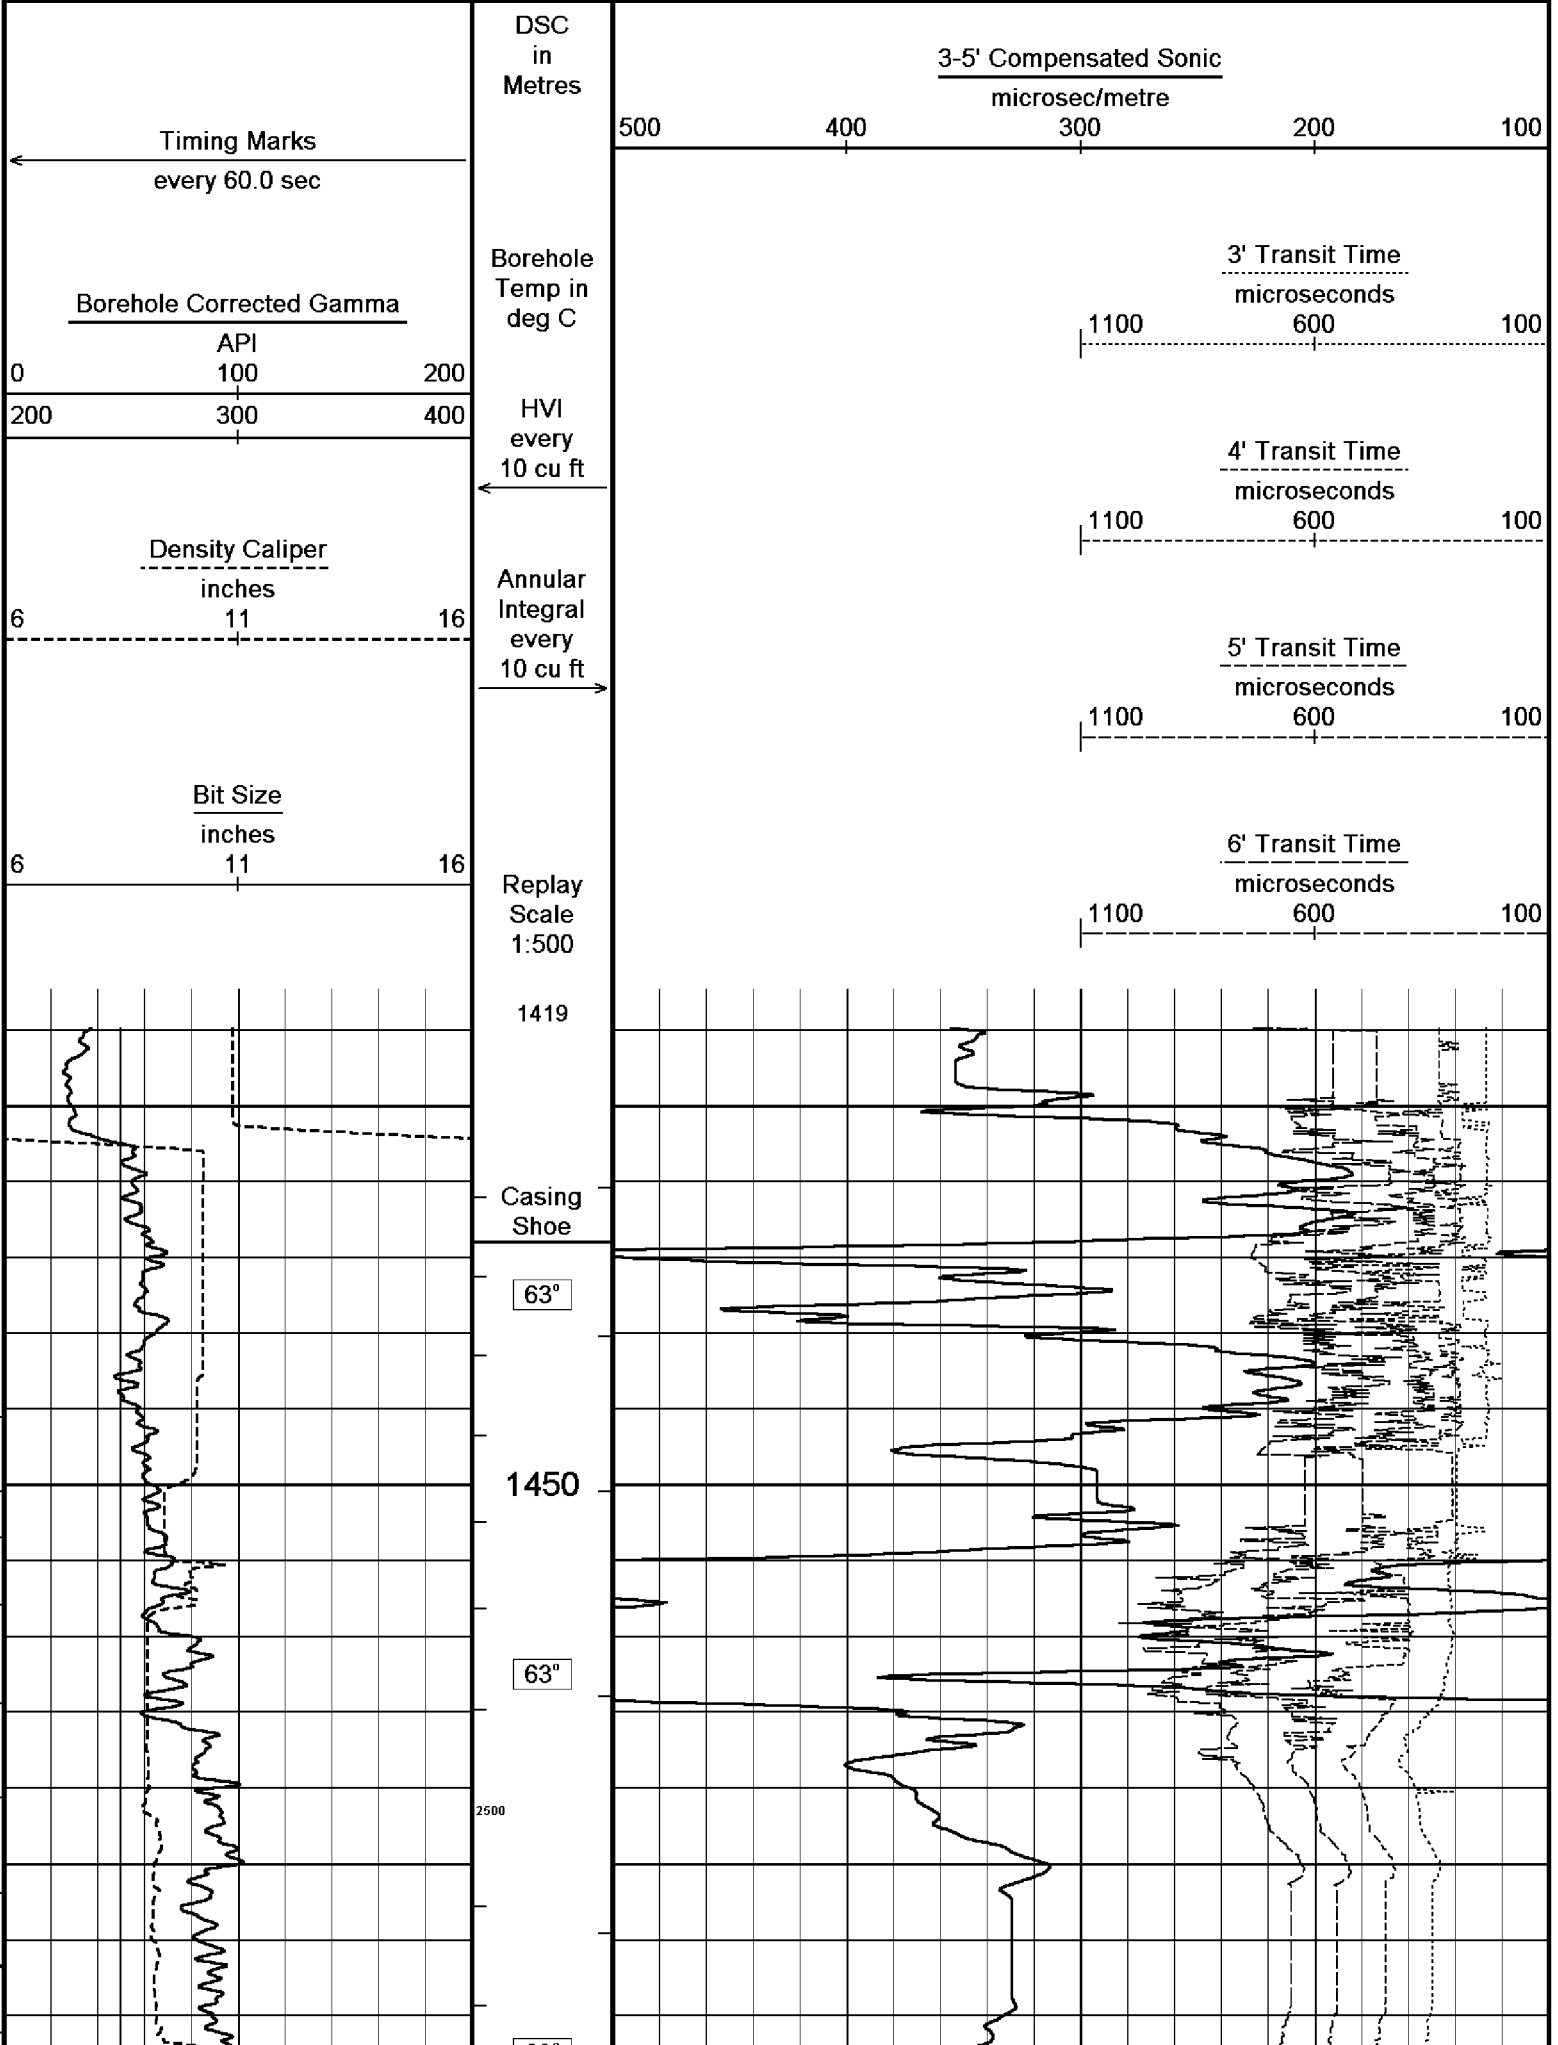 Timing Marks
every 60.0 sec
Borehole Corrected Gamma
API
0 100 200
200 300 400
Density Caliper
inches
6 11 16
Bit Size
inches
6 11 16
DSC
in
Metres
Borehole
Temp in
deg C
HVI
every
10 cu ft
Annular
Integral
every
10 cu ft
Replay
Scale
1:500
1419
3-5' Compensated Sonic
microsec/metre
500 400 300 200 100
3' Transit Time
microseconds
1100 600 100
4' Transit Time
microseconds
1100 600 100
5' Transit Time
microseconds
1100 600 100
6' Transit Time
microseconds
1100 600 100
Casing
Shoe
63°
1450
63°
2500